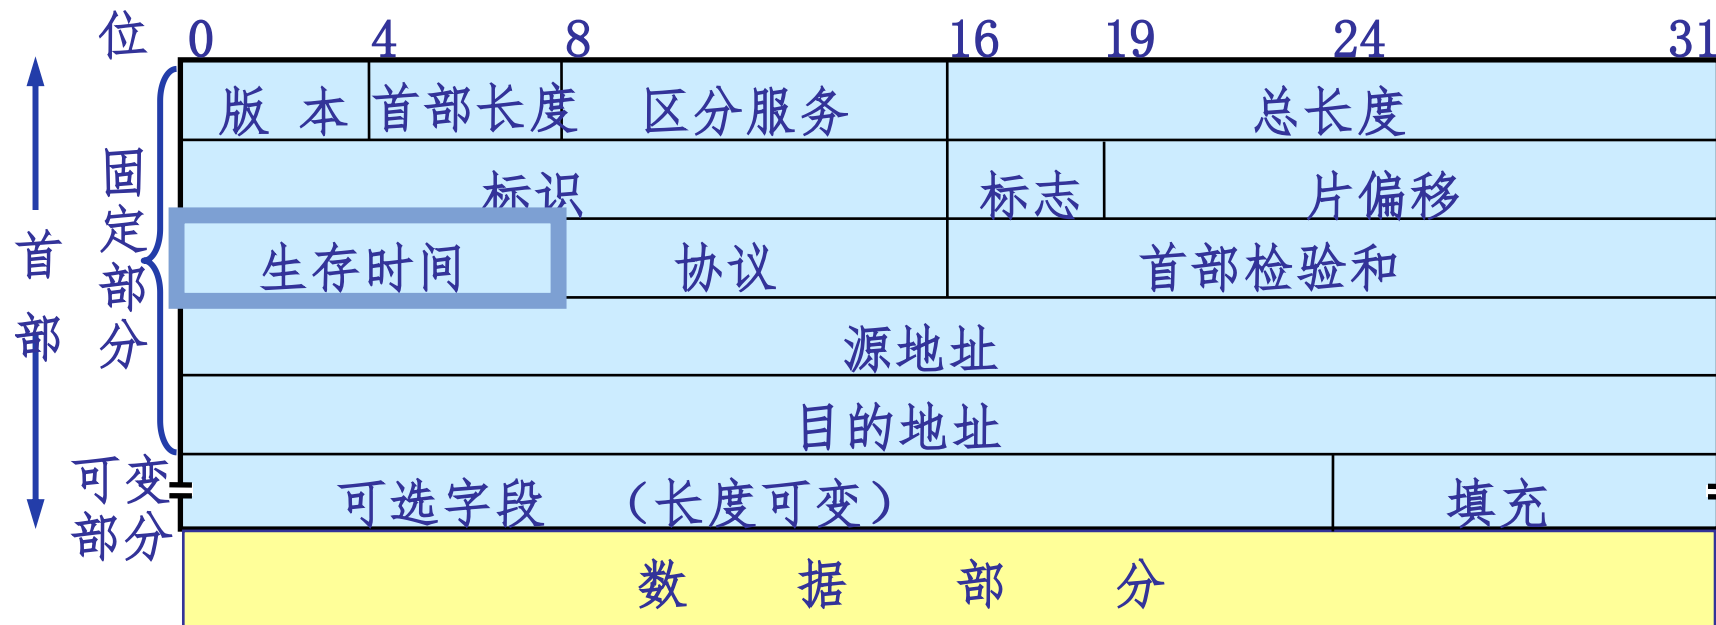 位 0 4 8 16 19 24 31
版 本 首部长度 区分服务 总长度
标识 标志 片偏移
生存时间 协议 首部检验和
源地址
目的地址
可选字段 （长度可变） 填充
数 据 部 分
首部
固定部分
可变
部分